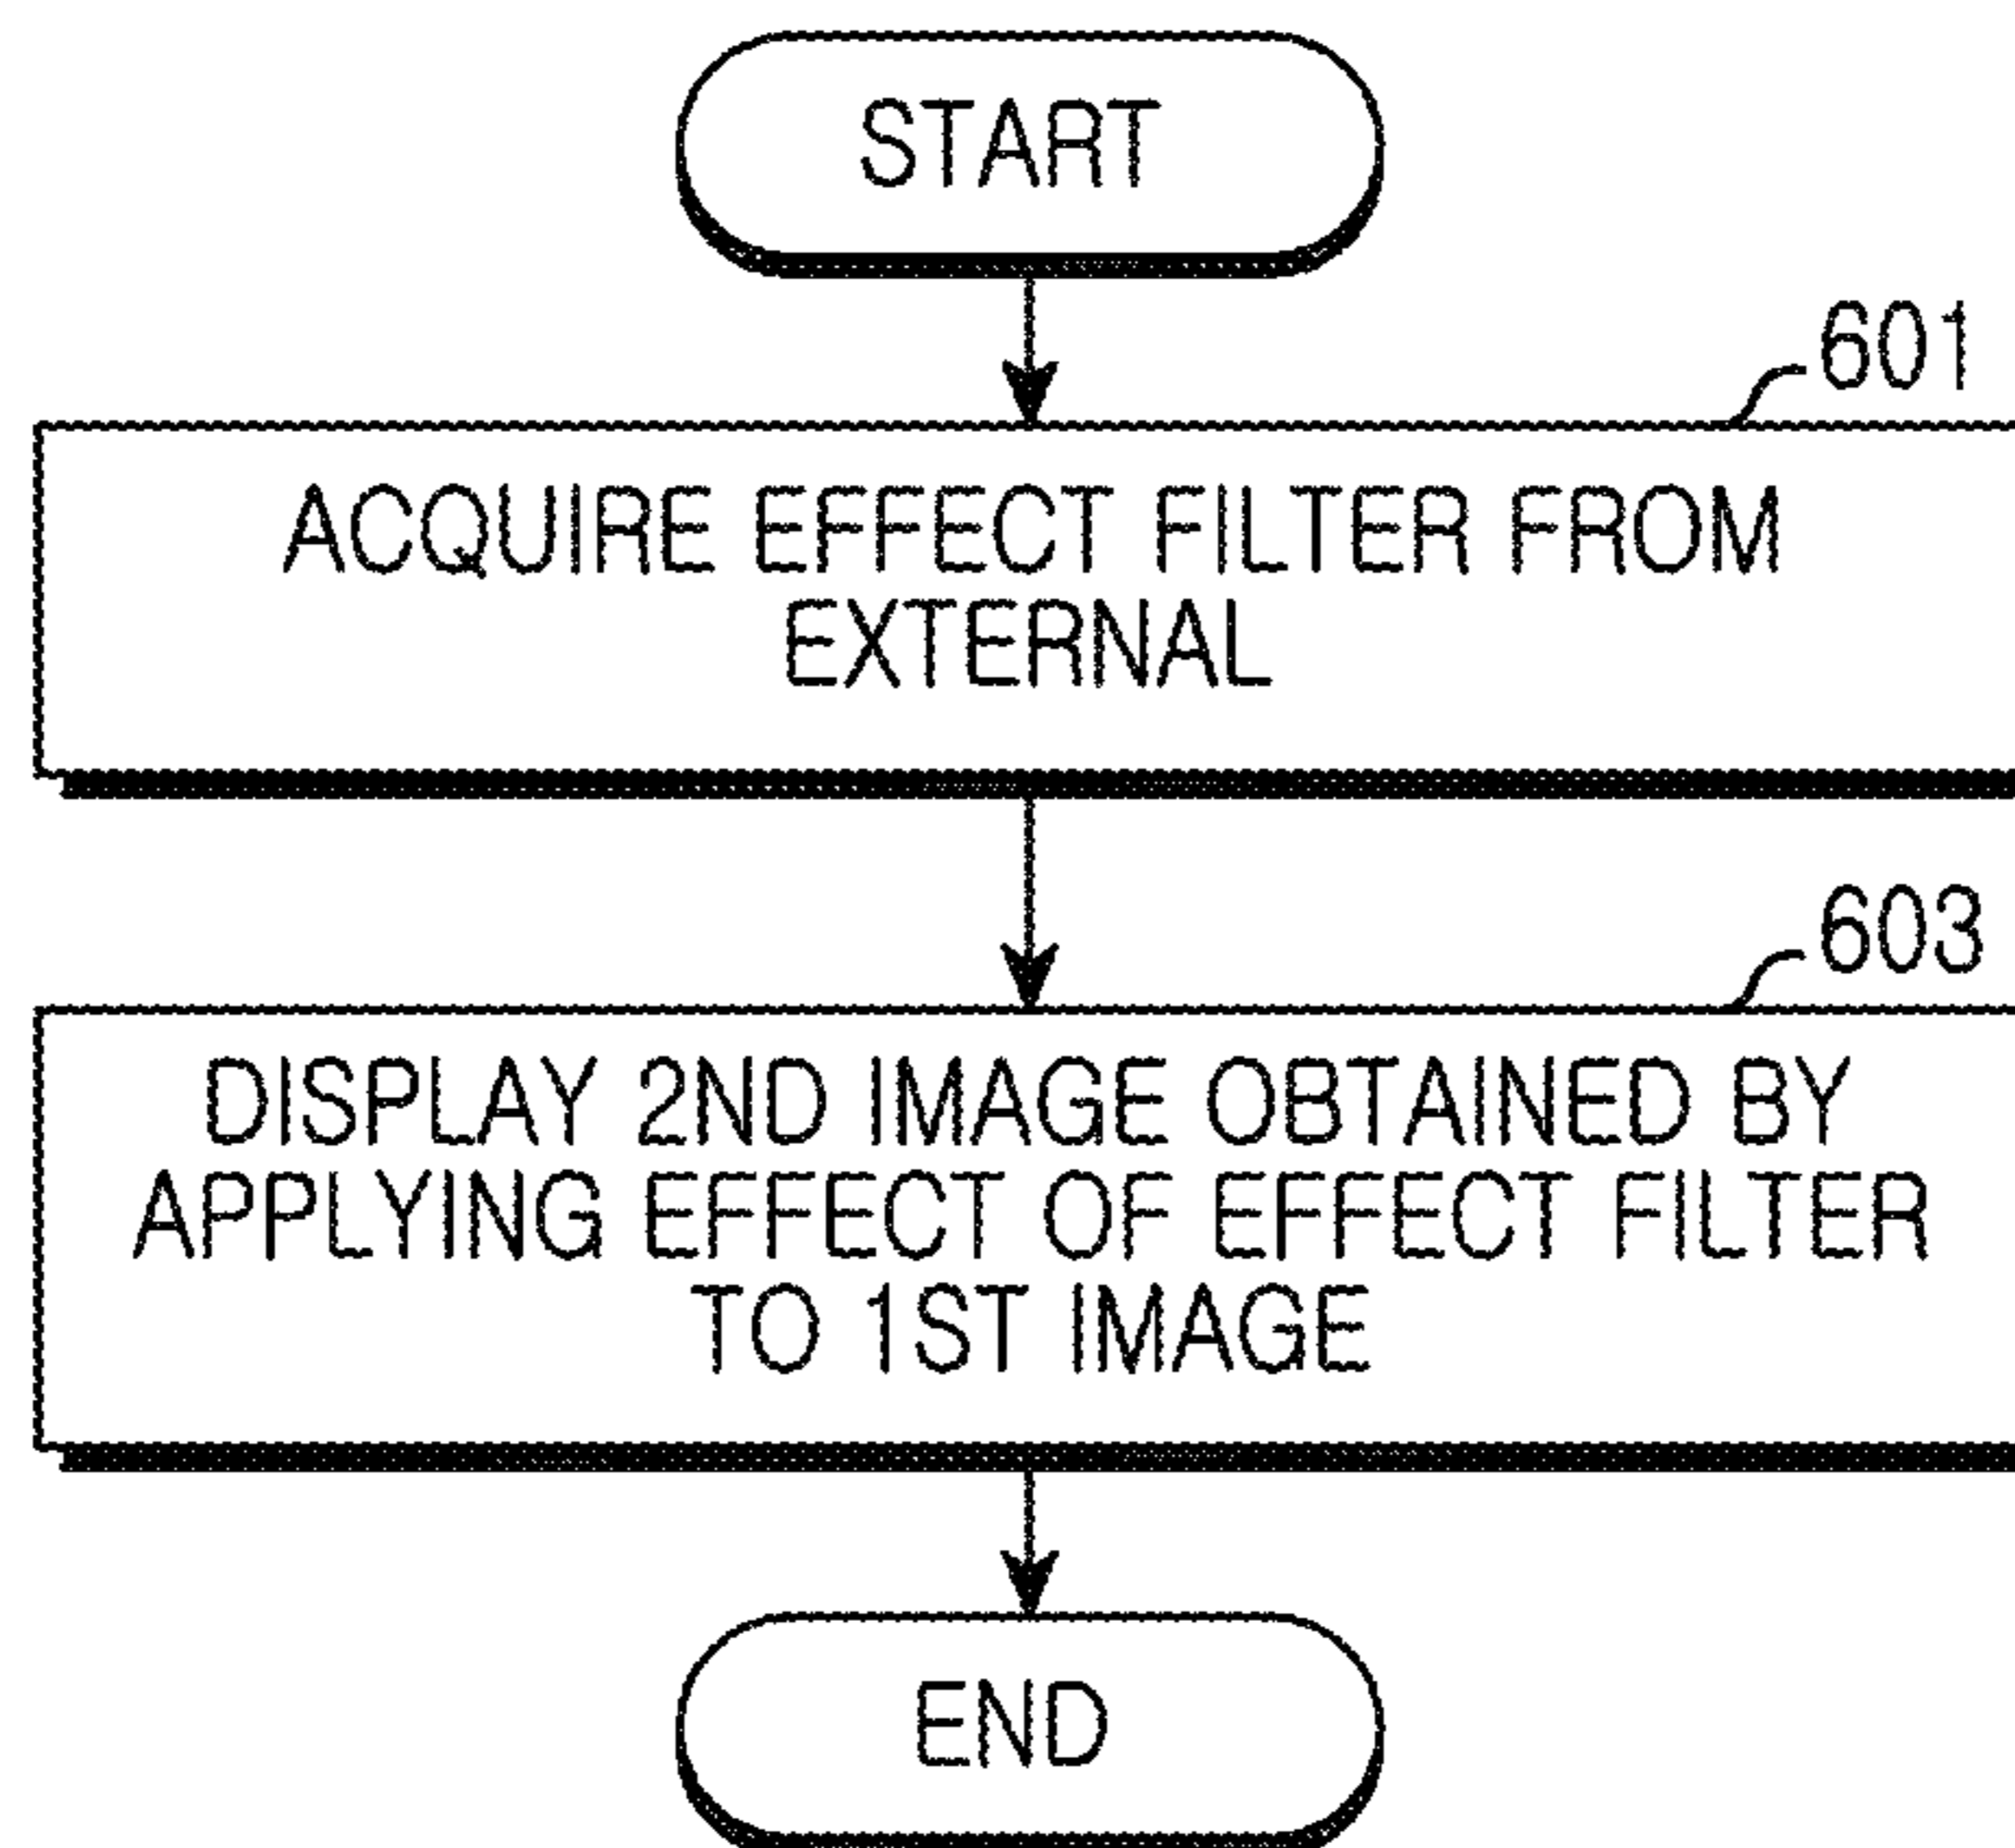 START
601
ACQUIRE EFFECT FILTER FROM
EXTERNAL
603
DISPLAY 2ND IMAGE OBTAINED BY
APPLYING EFFECT OF EFFECT FILTER
TO 1ST IMAGE
END